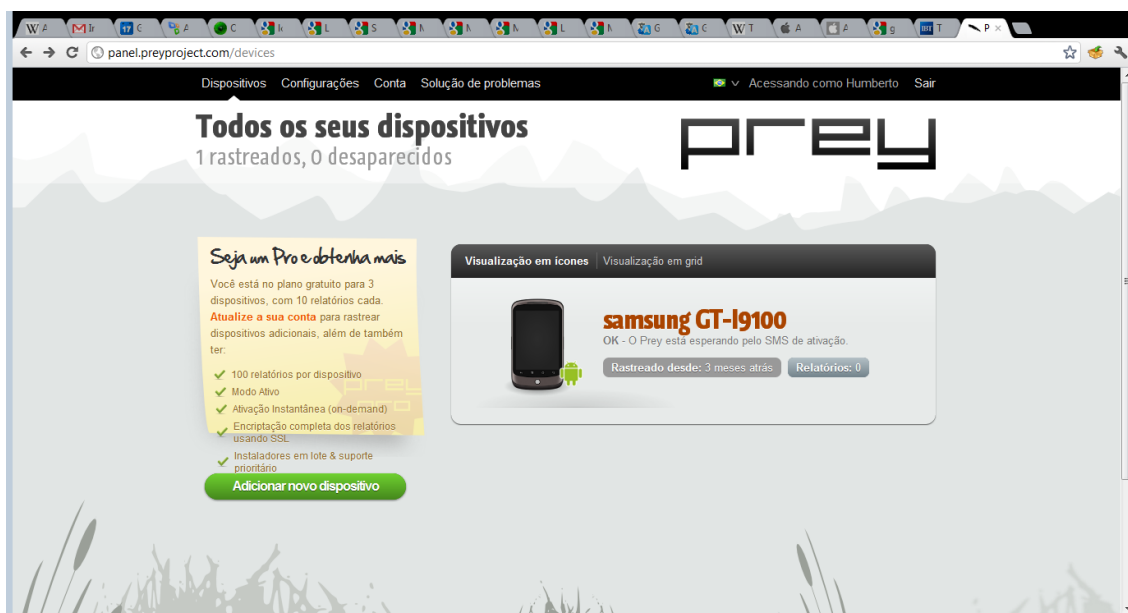 W A
M Ir
17 G
A
C
L
S
L
G
G
W T
A
A
g
T
P ×
panel.preyproject.com/devices
Dispositivos Configurações Conta Solução de problemas
Acessando como Humberto Sair
Todos os seus dispositivos
1 rastreados, 0 desaparecidos
prey
Seja um Pro e obtenha mais
Você está no plano gratuito para 3
dispositivos, com 10 relatórios cada.
Atualize a sua conta para rastrear
dispositivos adicionais, além de também
ter:
100 relatórios por dispositivo
Modo Ativo
Ativação Instantânea (on-demand)
Encriptação completa dos relatórios
usando SSL
Instaladores em lote & suporte
prioritário
prey
pro
Adicionar novo dispositivo
Visualização em ícones Visualização em grid
samsung GT-I9100
OK - O Prey está esperando pelo SMS de ativação.
Rastreado desde: 3 meses atrás Relatórios: 0